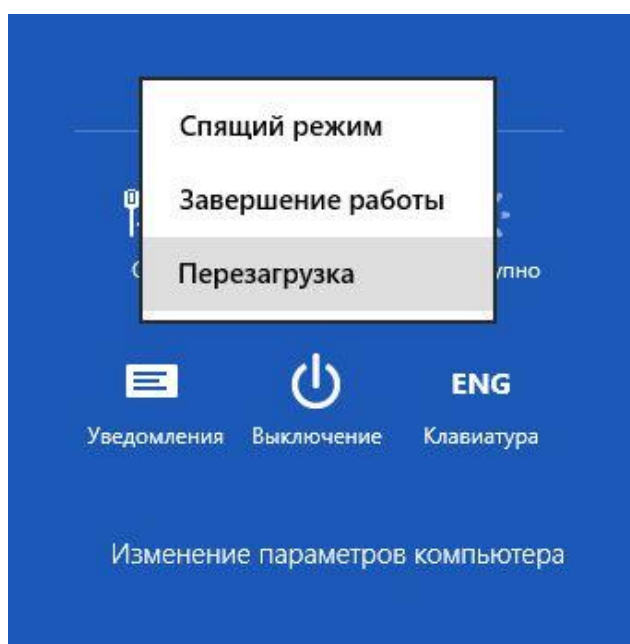 Спящий режим
Завершение работы
Перезагрузка
Уведомления Выключение ENG Клавиатура
Изменение параметров компьютера